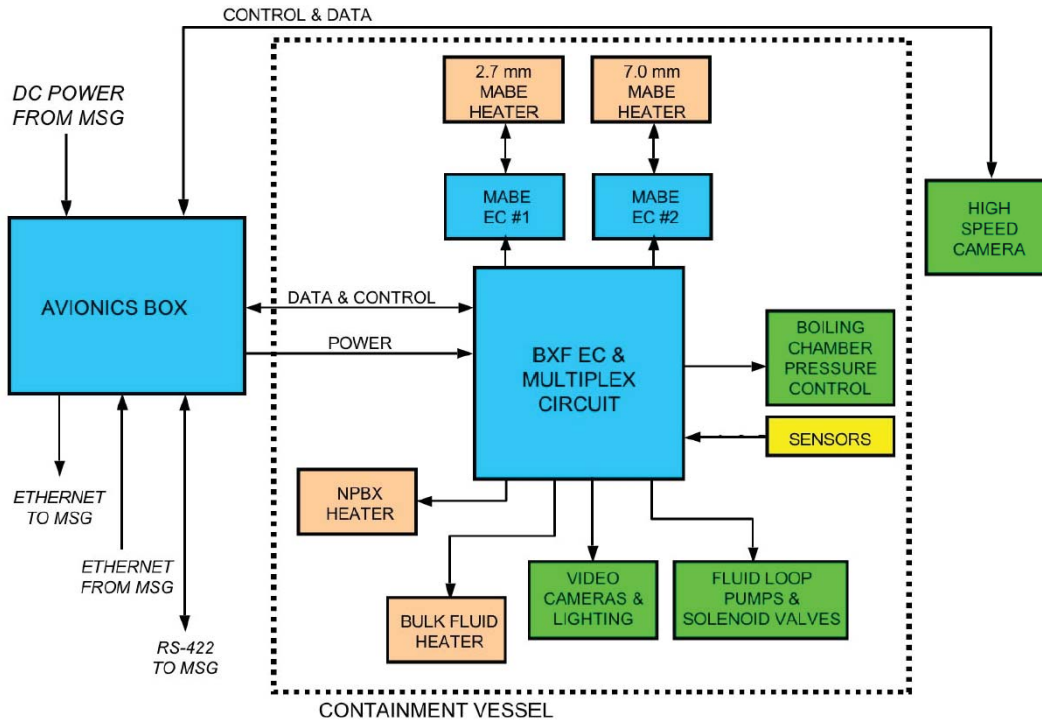 CONTROL & DATA
DC POWER
FROM MSG
2.7 mm
MABE
HEATER
7.0 mm
MABE
HEATER
MABE
EC #1
MABE
EC #2
HIGH
SPEED
CAMERA
AVIONICS BOX
DATA & CONTROL
POWER
BXF EC &
MULTIPLEX
CIRCUIT
BOILING
CHAMBER
PRESSURE
CONTROL
SENSORS
NPBX
HEATER
ETHERNET
TO MSG
ETHERNET
FROM MSG
RS-422
TO MSG
BULK FLUID
HEATER
VIDEO
CAMERAS &
LIGHTING
FLUID LOOP
PUMPS &
SOLENOID VALVES
CONTAINMENT VESSEL